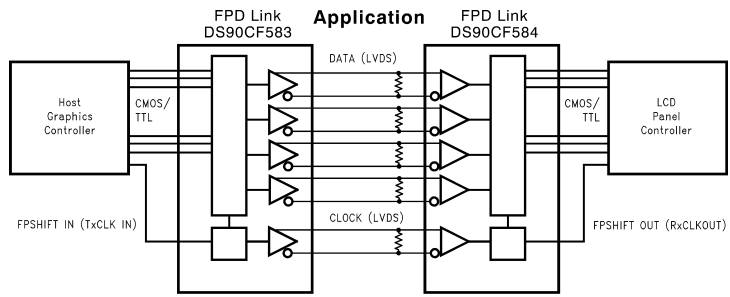 Application
FPD Link
DS90CF583
FPD Link
DS90CF584
DATA (LVDS)
Host
Graphics
Controller
CMOS/
TTL
CMOS/
TTL
LCD
Panel
Controller
CLOCK (LVDS)
FPSHIFT IN (TxCLK IN)
FPSHIFT OUT (RxCLKOUT)